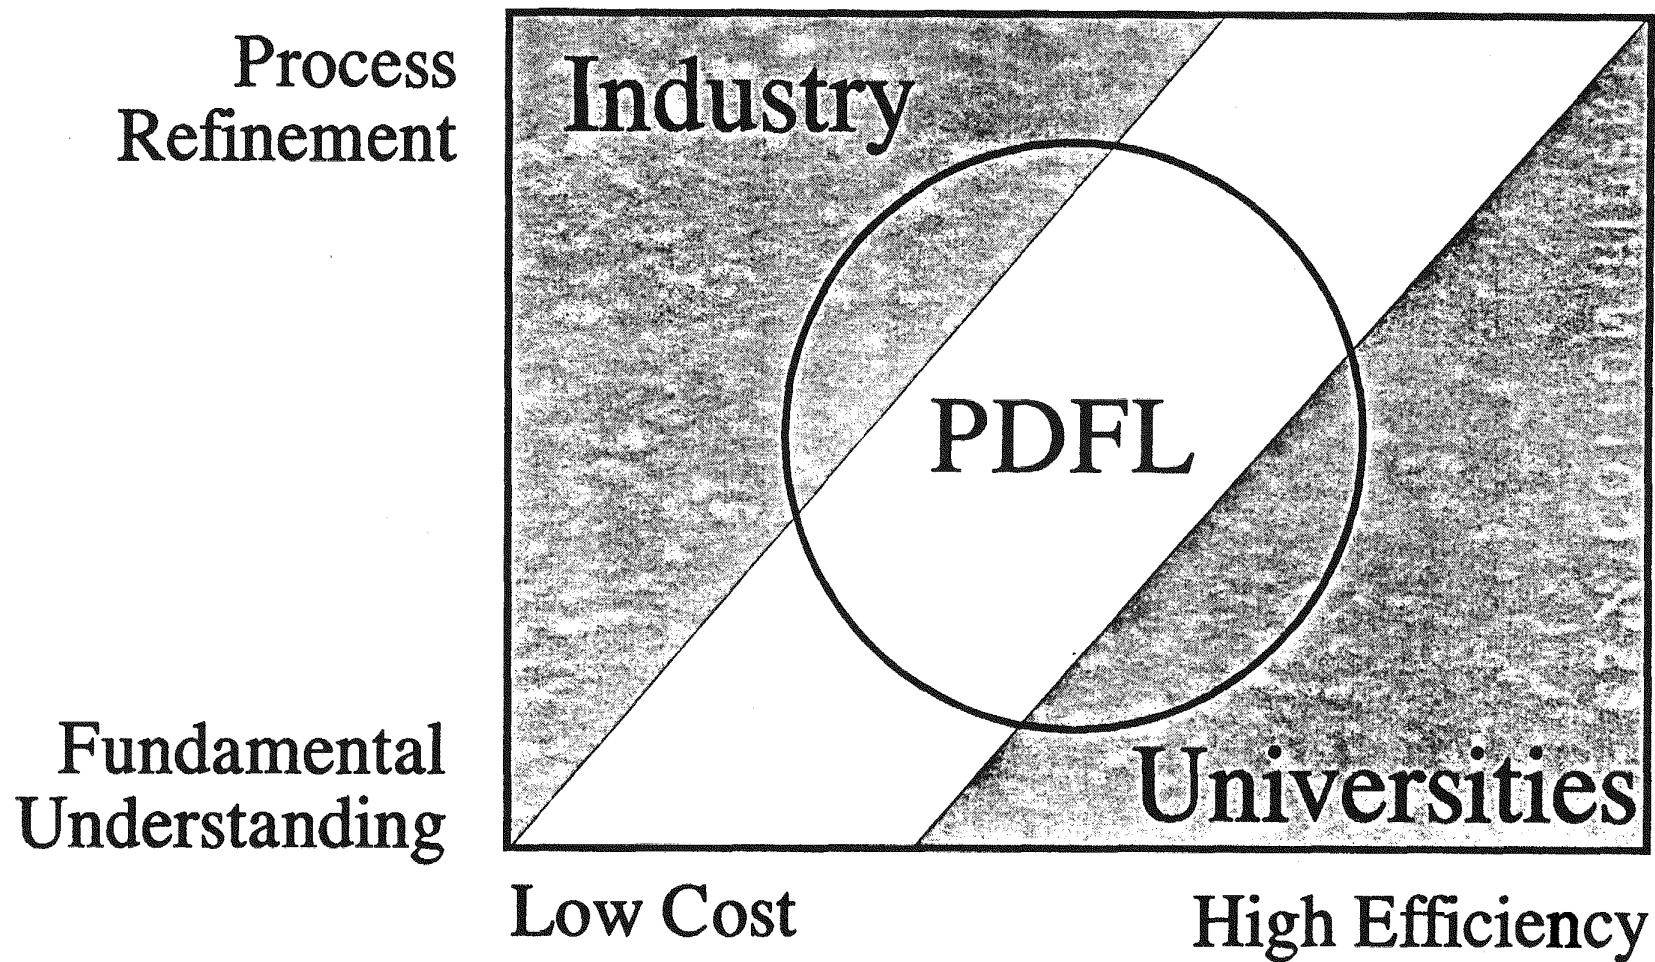 Process
Refinement
Industry
PDFL
Fundamental
Understanding
Universities
Low Cost
High Efficiency